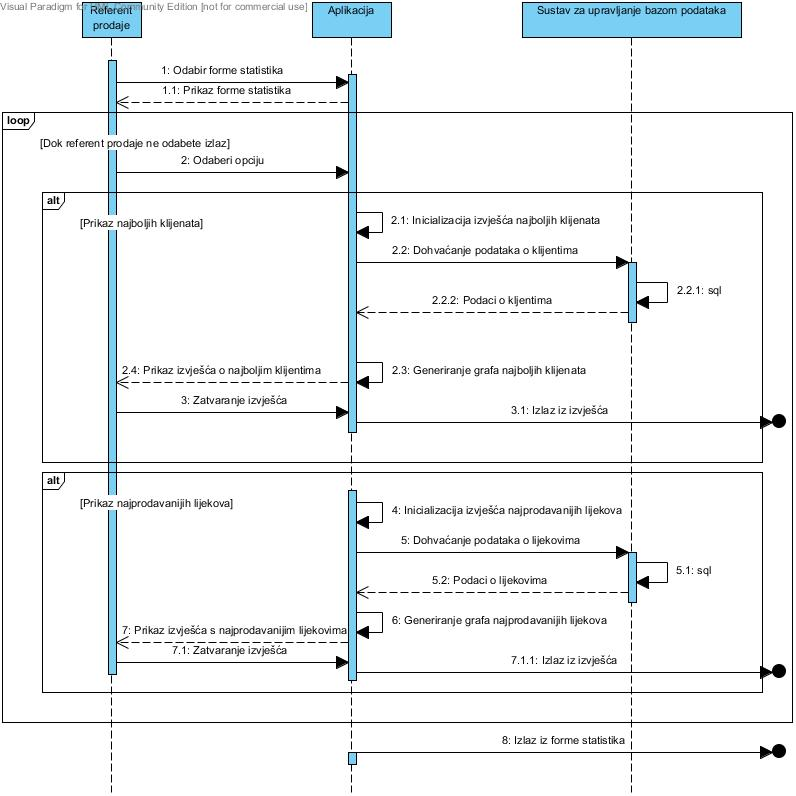 Visual Paradigm for UML Community Edition [not for commercial use]
Referent
prodaje
Aplikacija
Sustav za upravljanje bazom podataka
1: Odabir forme statistika
1.1: Prikaz forme statistika
loop
[Dok referent prodaje ne odabete izlaz]
2: Odaberi opciju
alt
[Prikaz najboljih klijenata]
2.1: Inicializacija izvješća najboljih klijenata
2.2: Dohvaćanje podataka o klijentima
2.2.1: sql
2.2.2: Podaci o kljentima
2.4: Prikaz izvješća o najboljim klijentima
2.3: Generiranje grafa najboljih klijenata
3: Zatvaranje izvješća
3.1: Izlaz iz izvješća
alt
[Prikaz najprodavanijih lijekova]
4: Inicializacija izvješća najprodavanijih lijekova
5: Dohvaćanje podataka o lijekovima
5.1: sql
5.2: Podaci o lijekovima
6: Generiranje grafa najprodavanijih lijekova
7: Prikaz izvješća s najprodavanijim lijekovima
7.1: Zatvaranje izvješća
7.1.1: Izlaz iz izvješća
8: Izlaz iz forme statistika